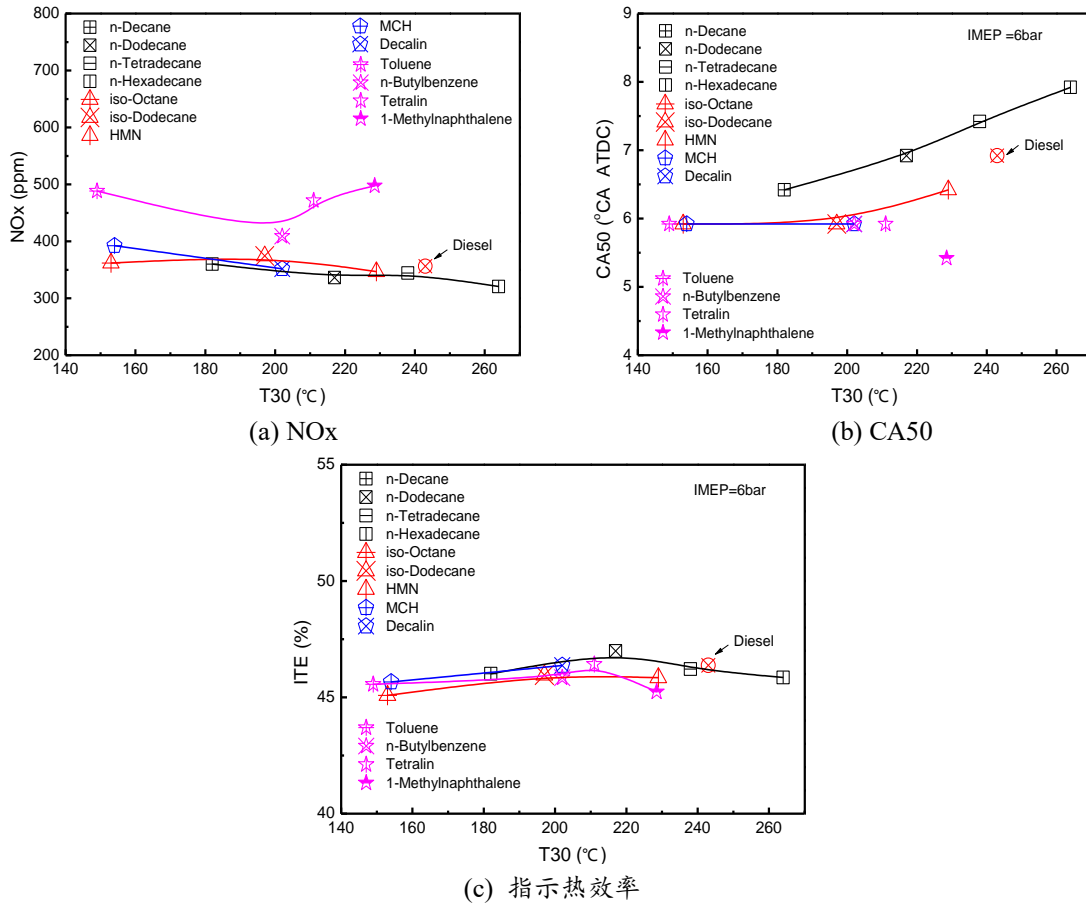 800
700
600
500
400
300
200
NOx (ppm)
n-Decane
n-Dodecane
n-Tetradecane
n-Hexadecane
iso-Octane
iso-Dodecane
HMN
MCH
Decalin
Toluene
n-Butylbenzene
Tetralin
1-Methylnaphthalene
Diesel
140 160 180 200 220 240 260
T30 (℃)
(a) NOx
9
8
7
6
5
4
CA50 (°CA ATDC)
n-Decane
n-Dodecane
n-Tetradecane
n-Hexadecane
iso-Octane
iso-Dodecane
HMN
MCH
Decalin
IMEP =6bar
Diesel
Toluene
n-Butylbenzene
Tetralin
1-Methylnaphthalene
140 160 180 200 220 240 260
T30 (℃)
(b) CA50
55
50
45
40
ITE (%)
n-Decane
n-Dodecane
n-Tetradecane
n-Hexadecane
iso-Octane
iso-Dodecane
HMN
MCH
Decalin
IMEP=6bar
Diesel
Toluene
n-Butylbenzene
Tetralin
1-Methylnaphthalene
140 160 180 200 220 240 260
T30 (℃)
(c) 指示热效率